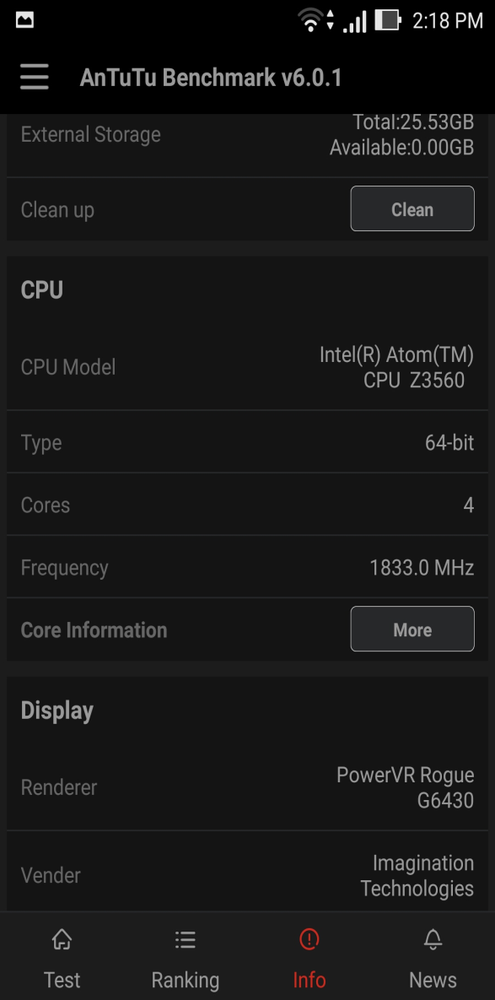 2:18 PM
AnTuTu Benchmark v6.0.1
External Storage
Total:25.53GB
Available:0.00GB
Clean up
Clean
CPU
CPU Model
Intel(R) Atom(TM)
CPU Z3560
Type
64-bit
Cores
4
Frequency
1833.0 MHz
Core Information
More
Display
Renderer
PowerVR Rogue
G6430
Vender
Imagination
Technologies
Test
Ranking
Info
News